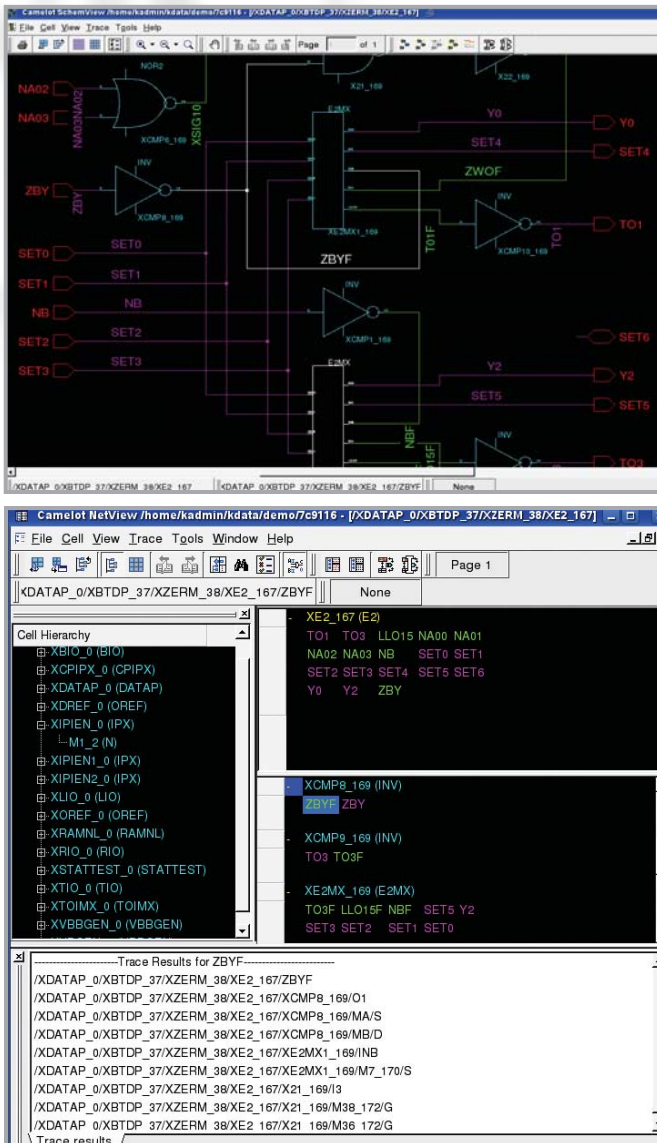 Camelot SchemView /home/kadmin/kdata/demo/7c9116 - [/XDATAP_0/XBTDP_37/XZERM_38/XE2_167]
File Cell View Trace Tools Help
Page of 1
NOR2
NA02
NA03
NA03NA02
XCMP6_169
XSIG10
X21_169
X22_169
E2MX
Y0
Y0
SET4
SET4
ZWOF
INV
ZBY
ZBY
XCMP8_169
XE2MX1_169
T01F
INV
XCMP10_169
TO1
TO1
ZBYF
SET0
SET0
SET1
SET1
NB
NB
INV
XCMP1_169
SET2
SET2
SET3
SET3
SET6
E2MX
Y2
Y2
SET5
SET5
NBF
O15F
INV
TO3
/XDATAP_0/XBTDP_37/XZERM_38/XE2_167
XDATAP_0/XBTDP_37/XZERM_38/XE2_167/ZBYF
None
Camelot NetView /home/kadmin/kdata/demo/7c9116 - [/XDATAP_0/XBTDP_37/XZERM_38/XE2_167]
File Cell View Trace Tools Window Help
Page 1
XDATAP_0/XBTDP_37/XZERM_38/XE2_167/ZBYF
None
Cell Hierarchy
XBIO_0 (BIO)
XCPIPX_0 (CPIPX)
XDATAP_0 (DATAP)
XDREF_0 (OREF)
XIPIEN_0 (IPX)
M1_2 (N)
XIPIEN1_0 (IPX)
XIPIEN2_0 (IPX)
XLIO_0 (LIO)
XOREF_0 (OREF)
XRAMNL_0 (RAMNL)
XRIO_0 (RIO)
XSTATTEST_0 (STATTEST)
XTIO_0 (TIO)
XTOIMX_0 (TOIMX)
XVBBGEN_0 (VBBGEN)
XE2_167 (E2)
TO1 TO3 LLO15 NA00 NA01
NA02 NA03 NB SET0 SET1
SET2 SET3 SET4 SET5 SET6
Y0 Y2 ZBY
XCMP8_169 (INV)
ZBYF ZBY
XCMP9_169 (INV)
TO3 TO3F
XE2MX_169 (E2MX)
TO3F LLO15F NBF SET5 Y2
SET3 SET2 SET1 SET0
-----------------------Trace Results for ZBYF-------------------------
/XDATAP_0/XBTDP_37/XZERM_38/XE2_167/ZBYF
/XDATAP_0/XBTDP_37/XZERM_38/XE2_167/XCMP8_169/O1
/XDATAP_0/XBTDP_37/XZERM_38/XE2_167/XCMP8_169/MA/S
/XDATAP_0/XBTDP_37/XZERM_38/XE2_167/XCMP8_169/MB/D
/XDATAP_0/XBTDP_37/XZERM_38/XE2_167/XE2MX1_169/INB
/XDATAP_0/XBTDP_37/XZERM_38/XE2_167/XE2MX1_169/M7_170/S
/XDATAP_0/XBTDP_37/XZERM_38/XE2_167/X21_169/I3
/XDATAP_0/XBTDP_37/XZERM_38/XE2_167/X21_169/M38_172/G
/XDATAP_0/XBTDP_37/XZERM_38/XE2_167/X21_169/M36_172/G
Trace results